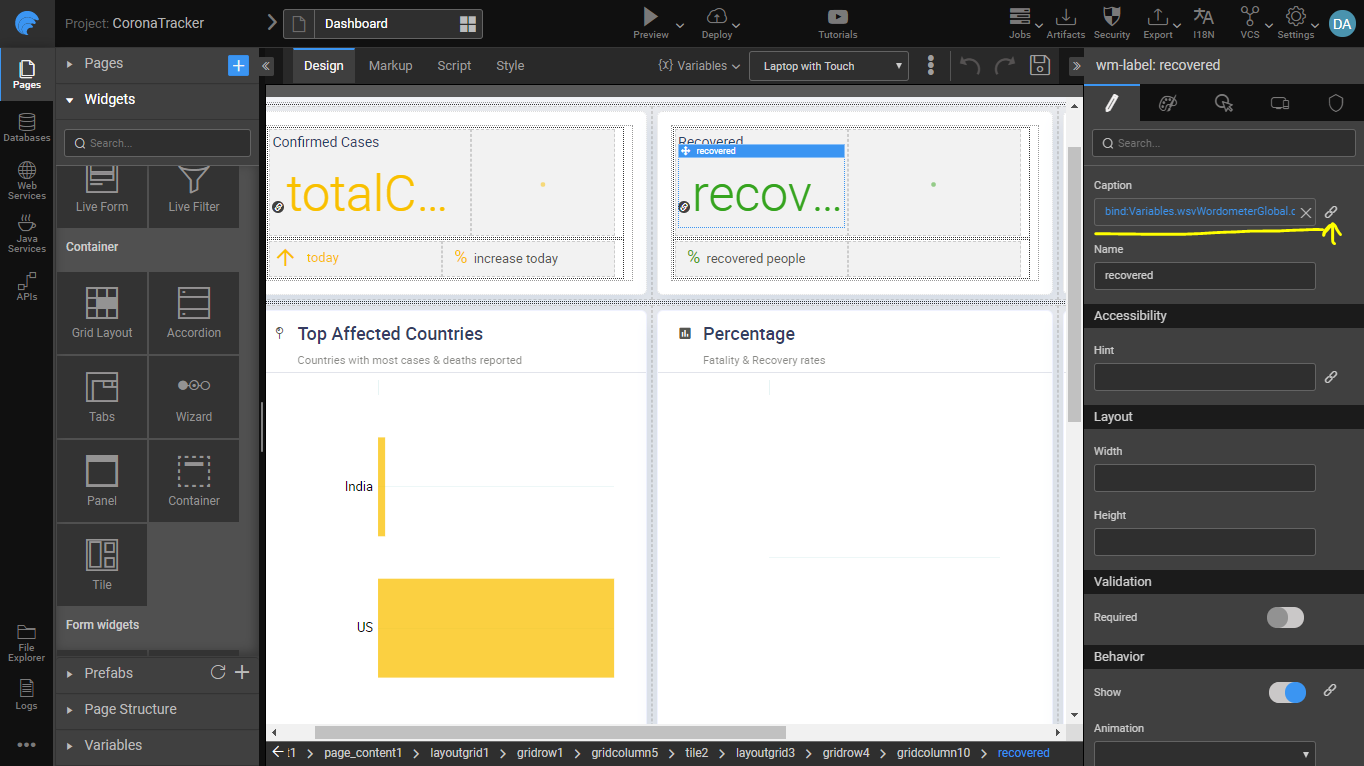 Project: CoronaTracker
Dashboard
Preview
Deploy
Tutorials
Jobs
Artifacts
Security
Export
I18N
VCS
Settings
DA
Pages
Databases
Web
Services
Java
Services
APIs
File
Explorer
Logs
Pages
Widgets
Search...
Live Form
Live Filter
Container
Grid Layout
Accordion
Tabs
Wizard
Panel
Container
Tile
Form widgets
Prefabs
Page Structure
Variables
Design
Markup
Script
Style
{x} Variables
Laptop with Touch
Confirmed Cases
totalC...
today
% increase today
Recovered
recovered
recov...
% recovered people
Top Affected Countries
Countries with most cases & deaths reported
India
US
Percentage
Fatality & Recovery rates
t1 > page_content1 > layoutgrid1 > gridrow1 > gridcolumn5 > tile2 > layoutgrid3 > gridrow4 > gridcolumn10 > recovered
wm-label: recovered
Search...
Caption
bind:Variables.wsvWordometerGlobal.c
Name
recovered
Accessibility
Hint
Layout
Width
Height
Validation
Required
Behavior
Show
Animation